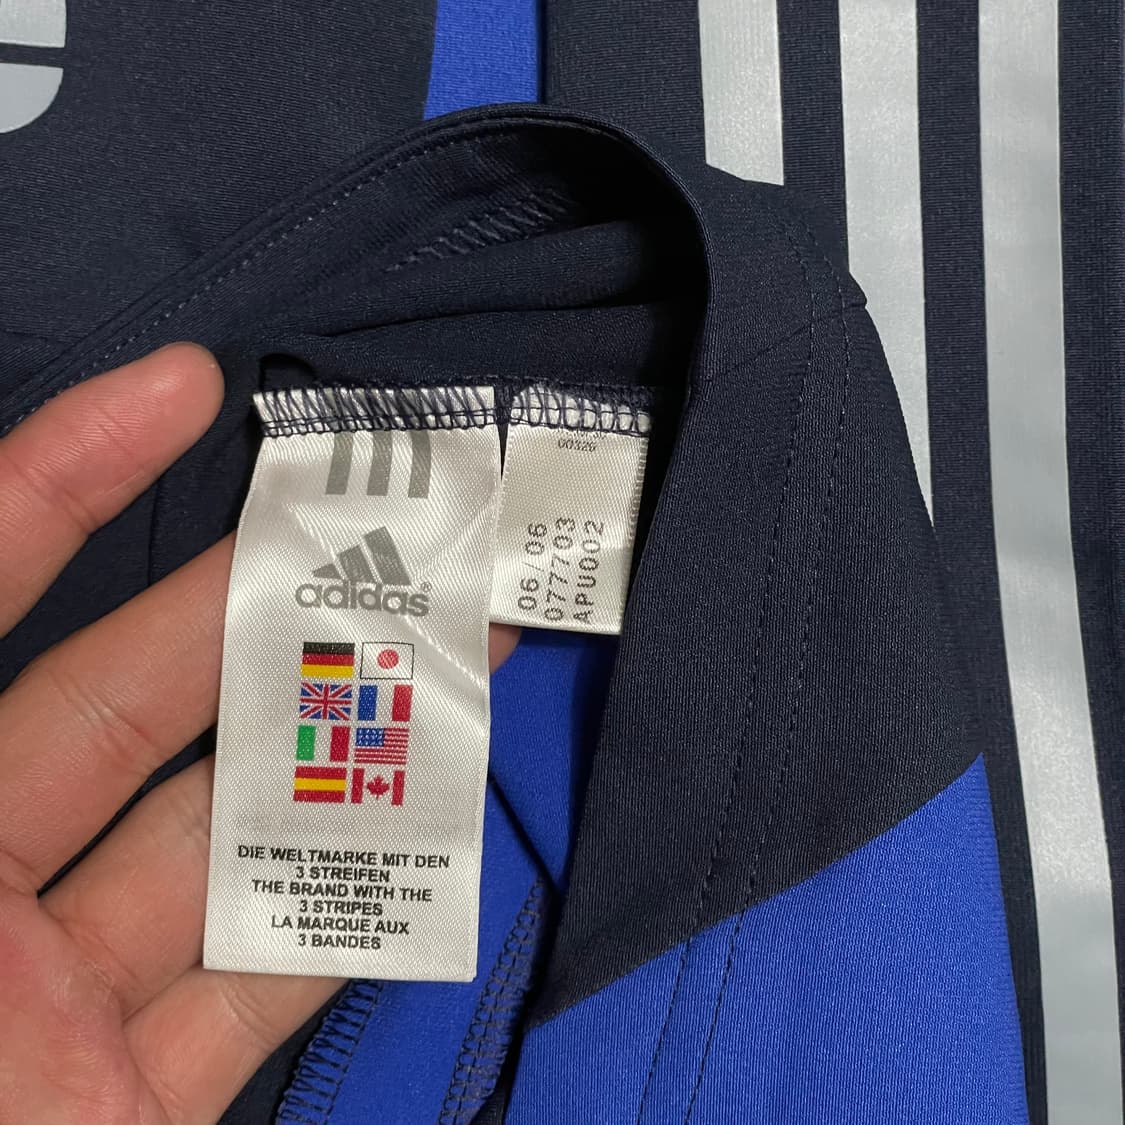 adidas®
DIE WELTMARKE MIT DEN
3 STREIFEN
THE BRAND WITH THE
3 STRIPES
LA MARQUE AUX
3 BANDES
00326
06/06
077703
APU002